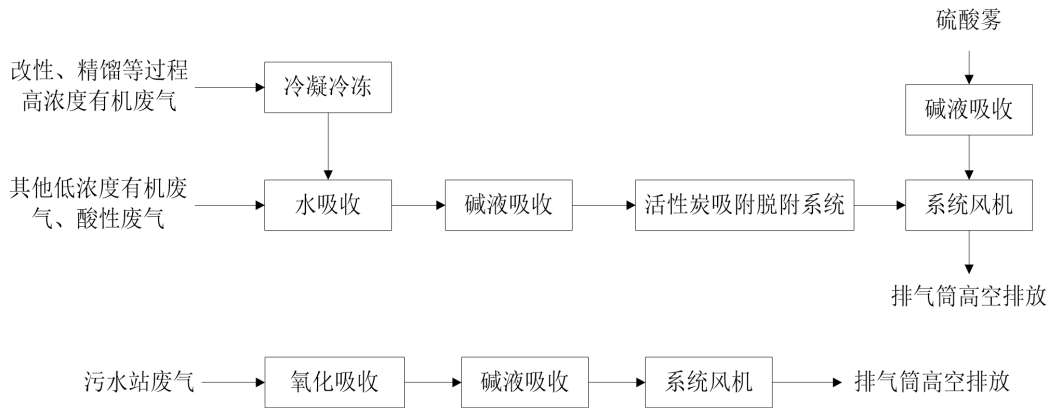 硫酸雾
改性、精馏等过程
高浓度有机废气
冷凝冷冻
碱液吸收
其他低浓度有机废
气、酸性废气
水吸收
碱液吸收
活性炭吸附脱附系统
系统风机
排气筒高空排放
污水站废气
氧化吸收
碱液吸收
系统风机
排气筒高空排放